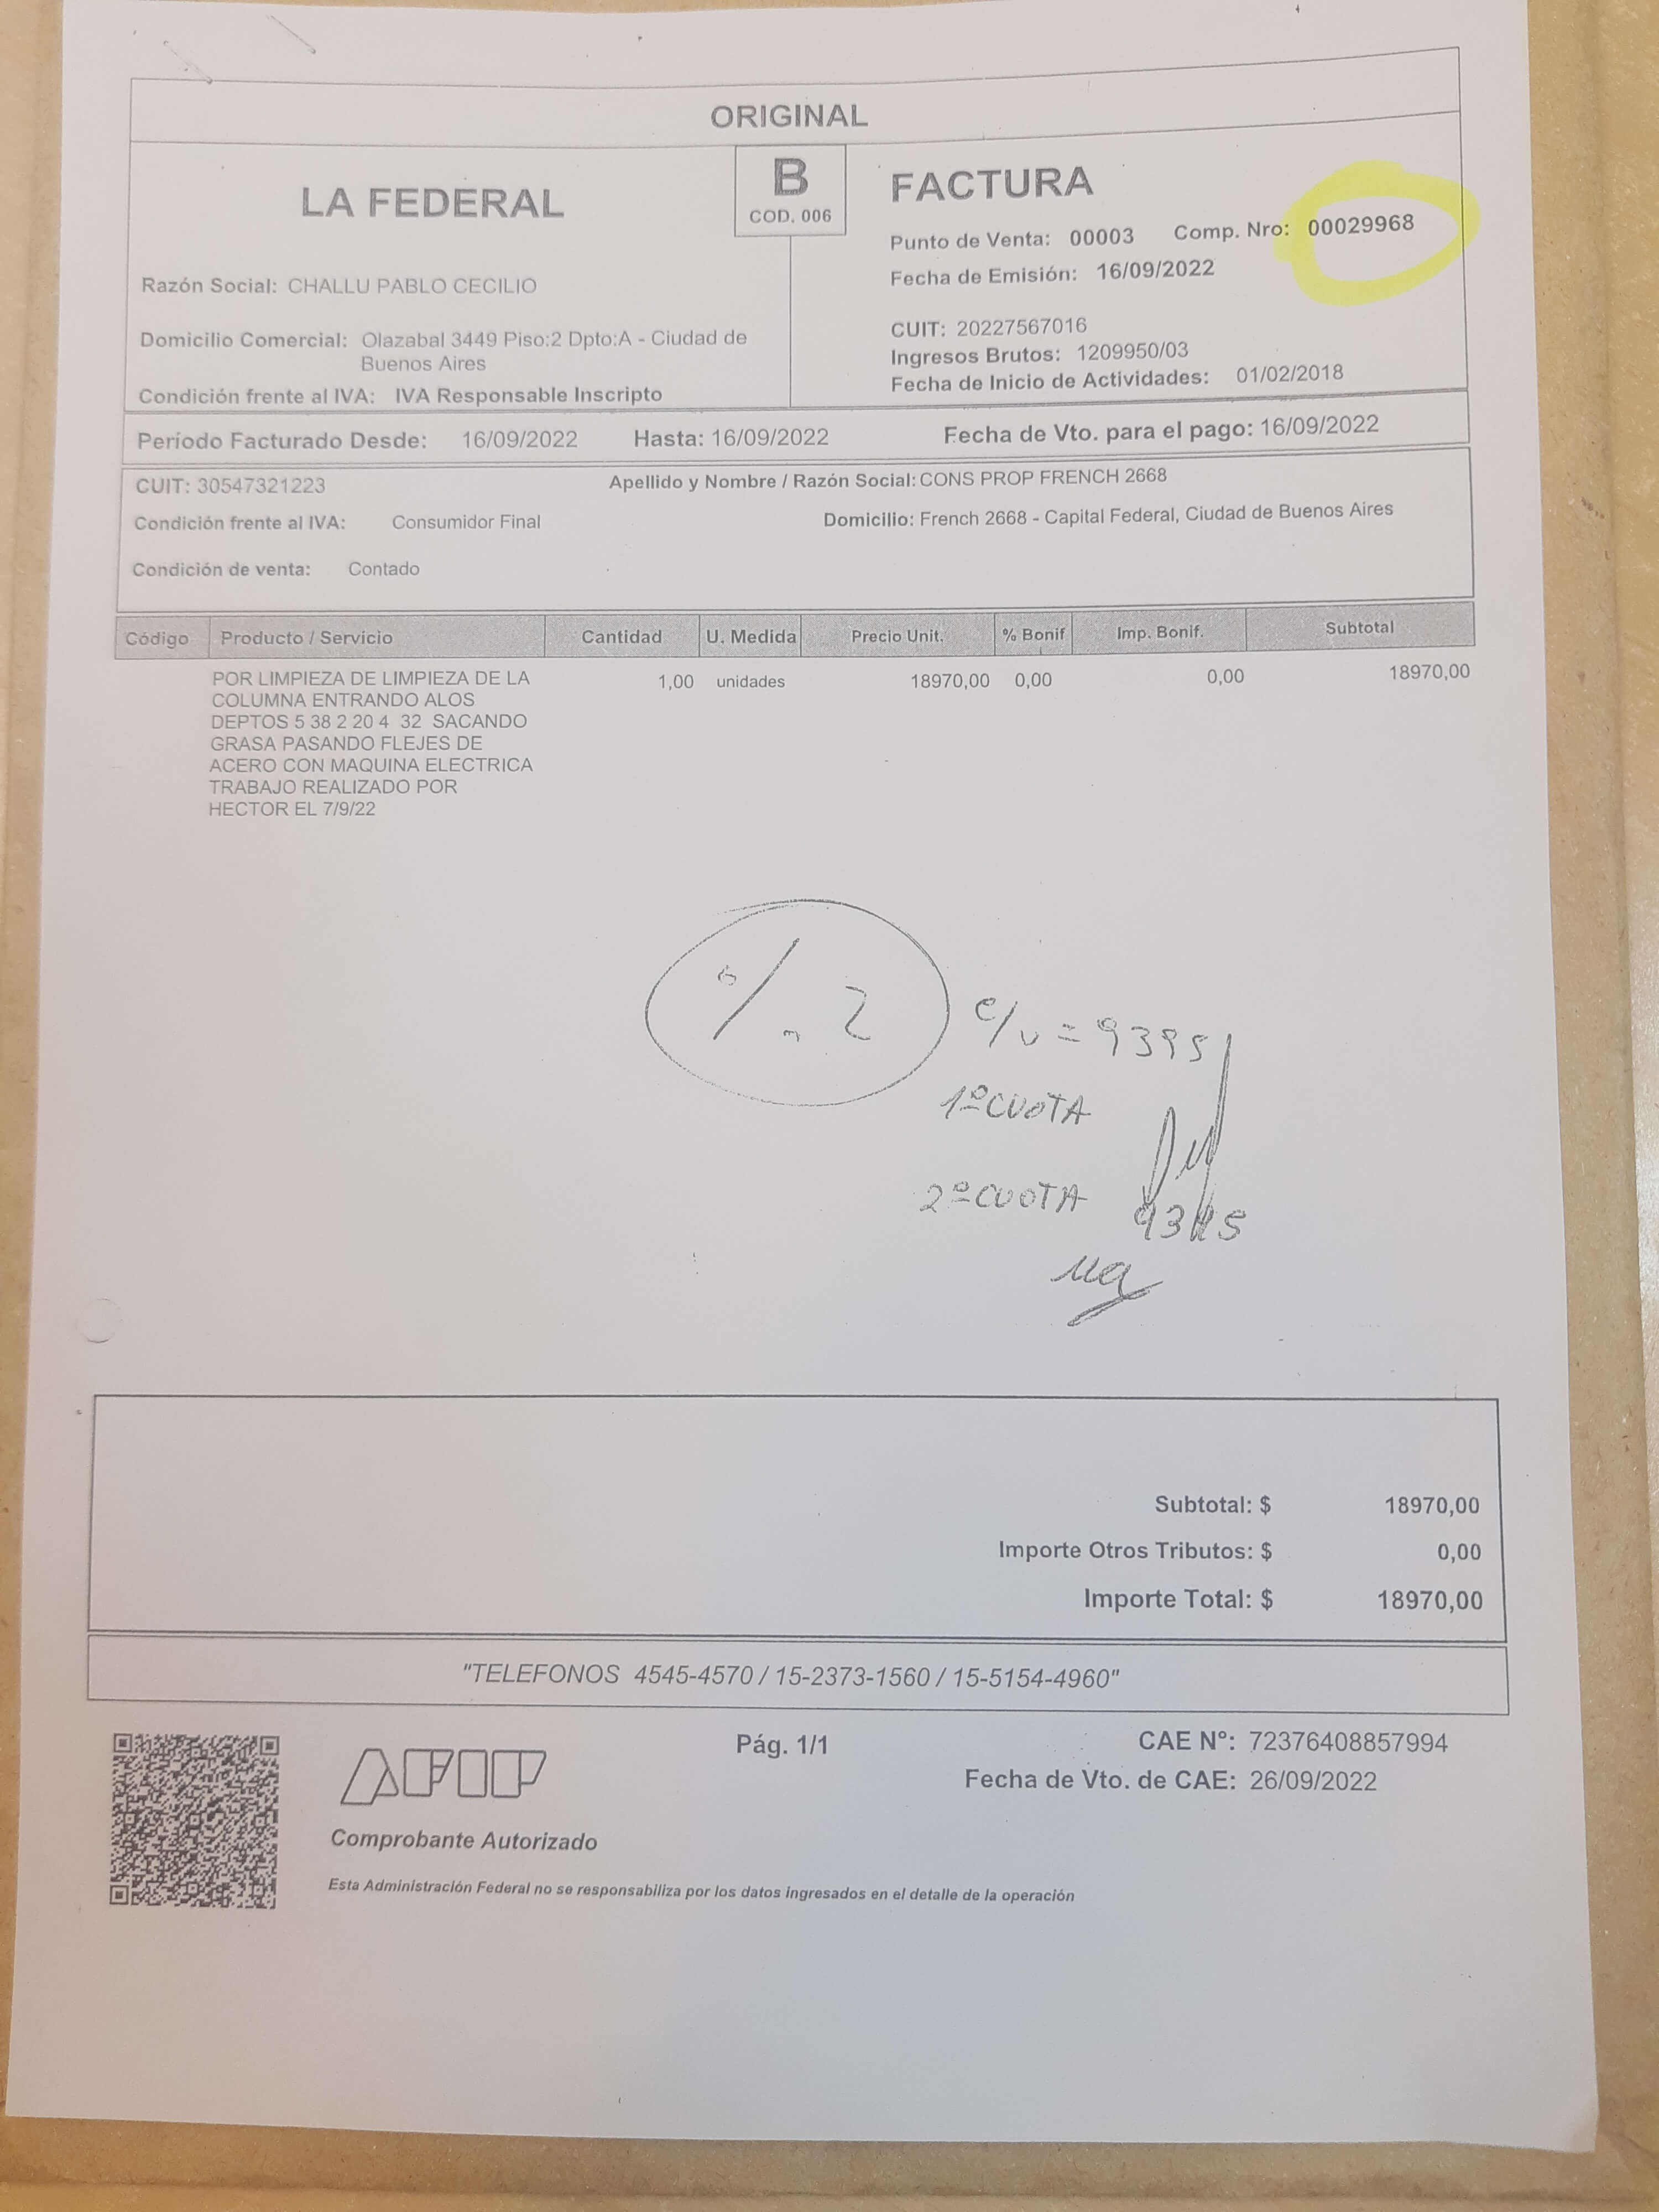 ORIGINAL
LA FEDERAL
B
COD. 006
FACTURA
Punto de Venta: 00003 Comp. Nro: 00029968
Fecha de Emisión: 16/09/2022
Razón Social: CHALLU PABLO CECILIO
Domicilio Comercial: Olazabal 3449 Piso:2 Dpto:A - Ciudad de
Buenos Aires
Condición frente al IVA: IVA Responsable Inscripto
CUIT: 20227567016
Ingresos Brutos: 1209950/03
Fecha de Inicio de Actividades: 01/02/2018
Período Facturado Desde: 16/09/2022 Hasta: 16/09/2022 Fecha de Vto. para el pago: 16/09/2022
CUIT: 30547321223 Apellido y Nombre / Razón Social: CONS PROP FRENCH 2668
Condición frente al IVA: Consumidor Final Domicilio: French 2668 - Capital Federal, Ciudad de Buenos Aires
Condición de venta: Contado
Código Producto / Servicio Cantidad U. Medida Precio Unit. % Bonif Imp. Bonif. Subtotal
POR LIMPIEZA DE LIMPIEZA DE LA 1,00 unidades 18970,00 0,00 0,00 18970,00
COLUMNA ENTRANDO ALOS
DEPTOS 5 38 2 20 4 32 SACANDO
GRASA PASANDO FLEJES DE
ACERO CON MAQUINA ELECTRICA
TRABAJO REALIZADO POR
HECTOR EL 7/9/22
2 c/u = 9395
1º CUOTA
2º CUOTA
Subtotal: $ 18970,00
Importe Otros Tributos: $ 0,00
Importe Total: $ 18970,00
"TELEFONOS 4545-4570 / 15-2373-1560 / 15-5154-4960"
AFIP
Pág. 1/1
CAE N°: 72376408857994
Fecha de Vto. de CAE: 26/09/2022
Comprobante Autorizado
Esta Administración Federal no se responsabiliza por los datos ingresados en el detalle de la operación